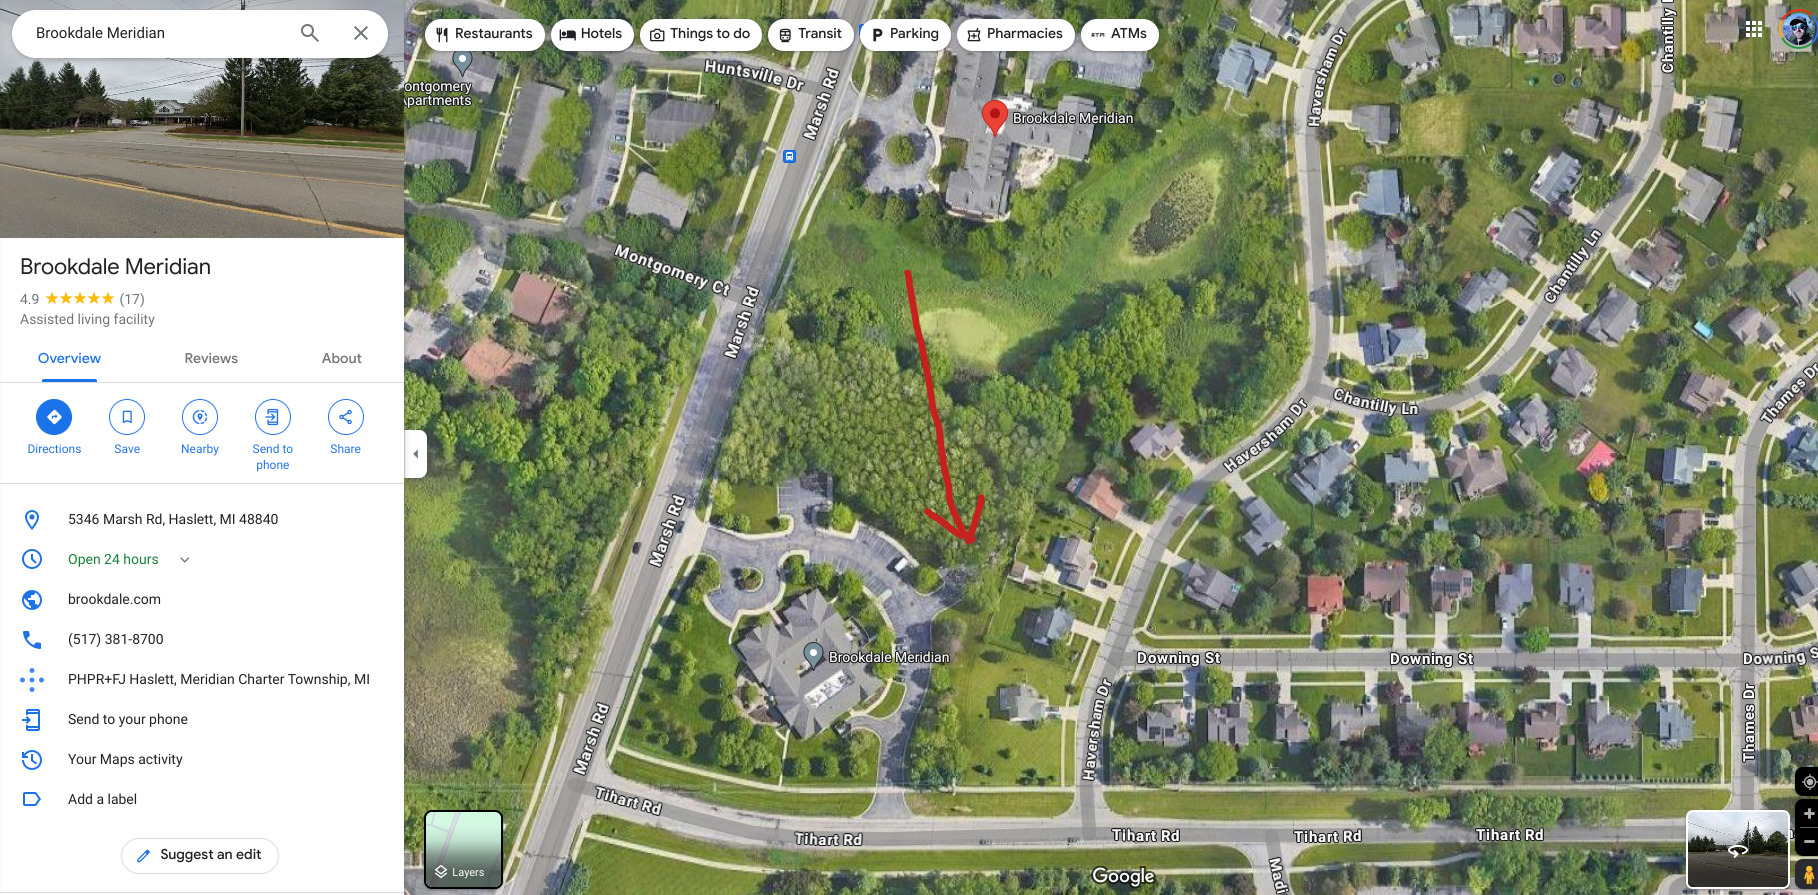 Brookdale Meridian
Restaurants
Hotels
Things to do
Transit
Parking
Pharmacies
ATMs
Brookdale Meridian
4.9 (17)
Assisted living facility
Overview
Reviews
About
Directions
Save
Nearby
Send to
phone
Share
5346 Marsh Rd, Haslett, MI 48840
Open 24 hours
brookdale.com
(517) 381-8700
PHPR+FJ Haslett, Meridian Charter Township, MI
Send to your phone
Your Maps activity
Add a label
Suggest an edit
ontgomery
Apartments
Huntsville Dr
Marsh Rd
Brookdale Meridian
Haversham Dr
Chantilly
Montgomery Ct
Marsh Rd
Chantilly Ln
Chantilly Ln
Thames Dr
Haversham Dr
Marsh Rd
Brookdale Meridian
Downing St
Downing St
Downing S
Haversham Dr
Thames Dr
Marsh Rd
Tihart Rd
Tihart Rd
Tihart Rd
Tihart Rd
Tihart Rd
Madi
Layers
Google